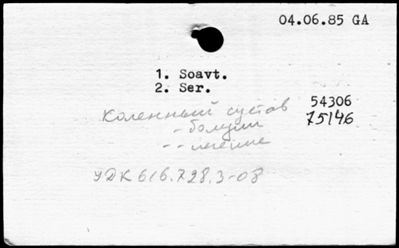 04.06.85 GA
1. Soavt.
2. Ser.
Коленный сустав
54306
- болезни
75146
-- лечение
УДК 616.728.3-08